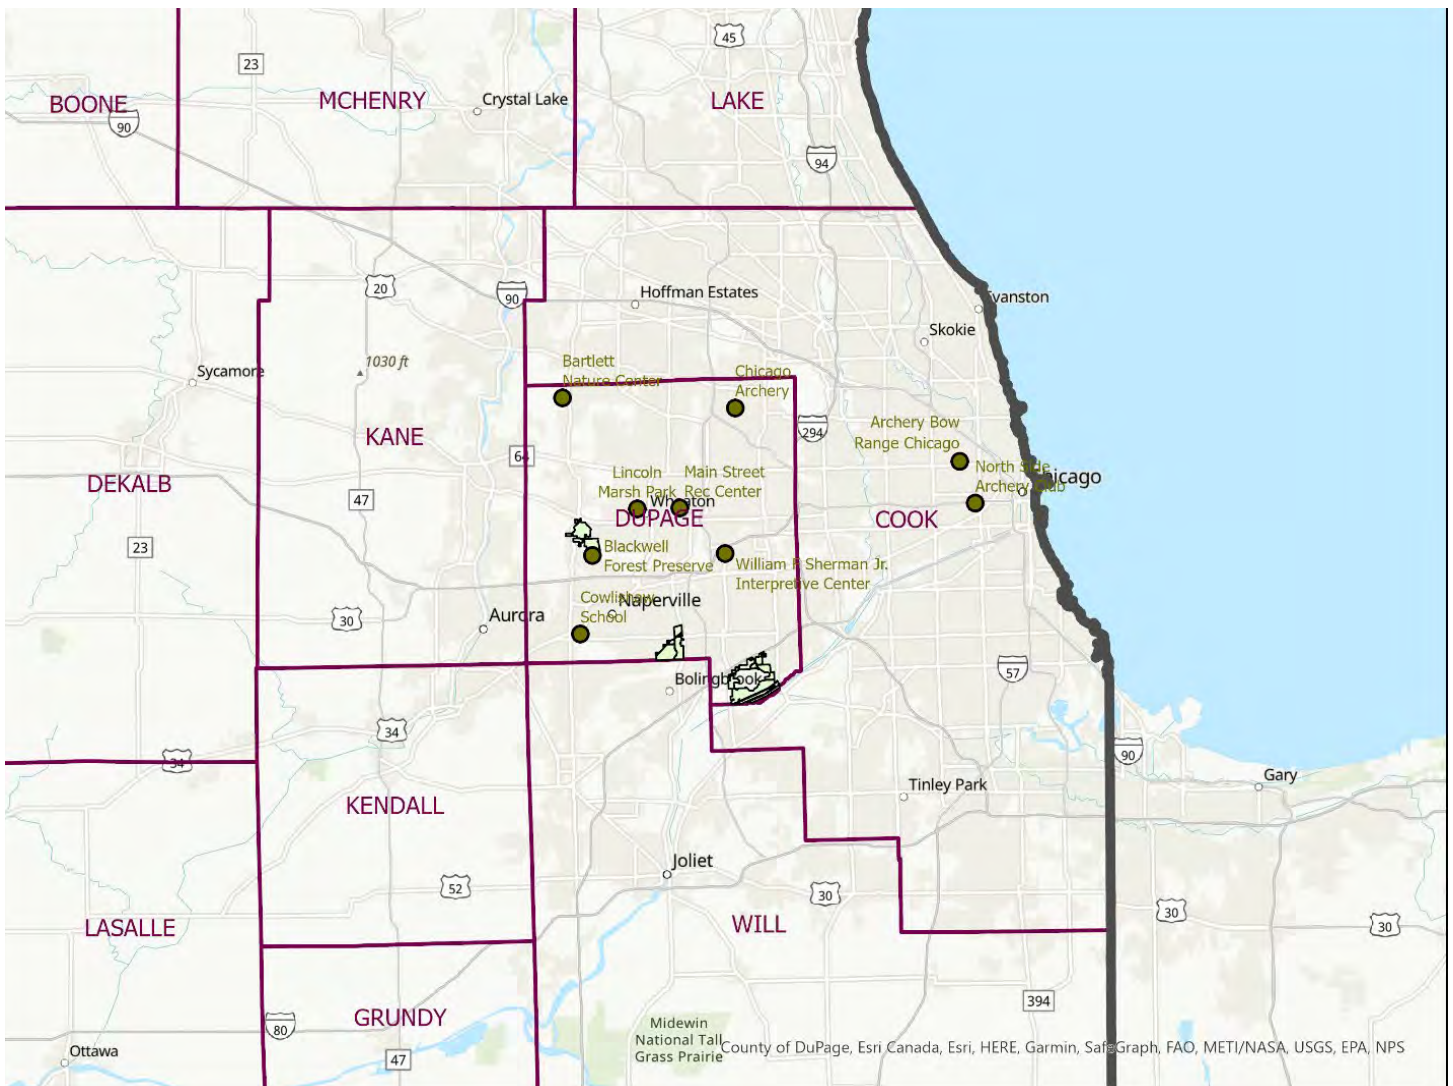 45
23
BOONE
MCHENRY
Crystal Lake
LAKE
90
94
20
90
Hoffman Estates
Evanston
Skokie
Sycamore
1030 ft
Bartlett
Nature Center
Chicago
Archery
KANE
294
Archery Bow
Range Chicago
64
DEKALB
47
Lincoln
Marsh Park
Main Street
Rec Center
North Side
Archery Club
Chicago
Wheaton
DUPAGE
COOK
23
Blackwell
Forest Preserve
William F Sherman Jr.
Interpretive Center
Cowlishaw
School
Naperville
30
Aurora
57
Bolingbrook
34
34
90
Gary
Tinley Park
KENDALL
Joliet
52
30
30
30
LASALLE
WILL
394
80
GRUNDY
Midewin
National Tall
Grass Prairie
Ottawa
47
County of DuPage, Esri Canada, Esri, HERE, Garmin, SafeGraph, FAO, METI/NASA, USGS, EPA, NPS